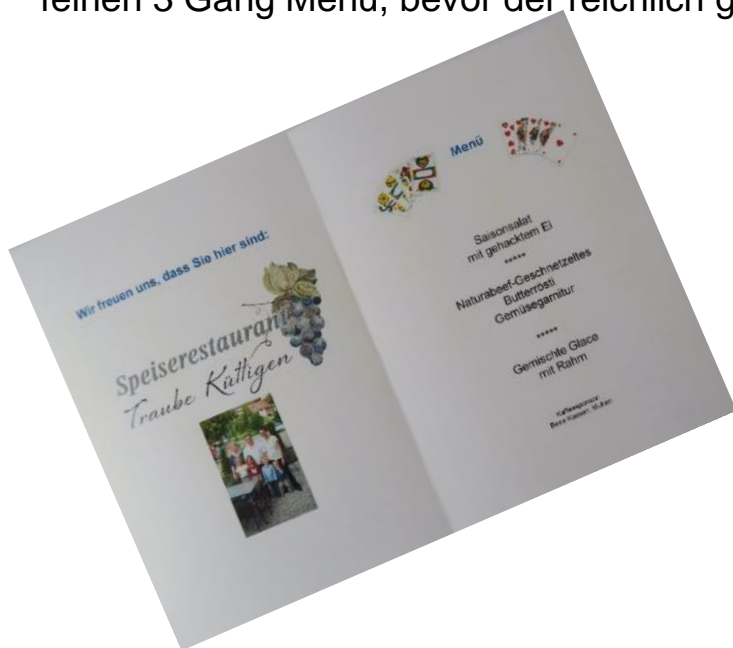 feinen 3 Gang Menü, bevor der reichlich g
Wir freuen uns, dass Sie hier sind:
Speiserestaurant
Traube Küttigen
Menü
Saisonsalat
mit gehacktem Ei
*****
Naturabeef-Geschnetzeltes
Butterrösti
Gemüsegarnitur
*****
Gemischte Glace
mit Rahm
Kaffeesponsor: